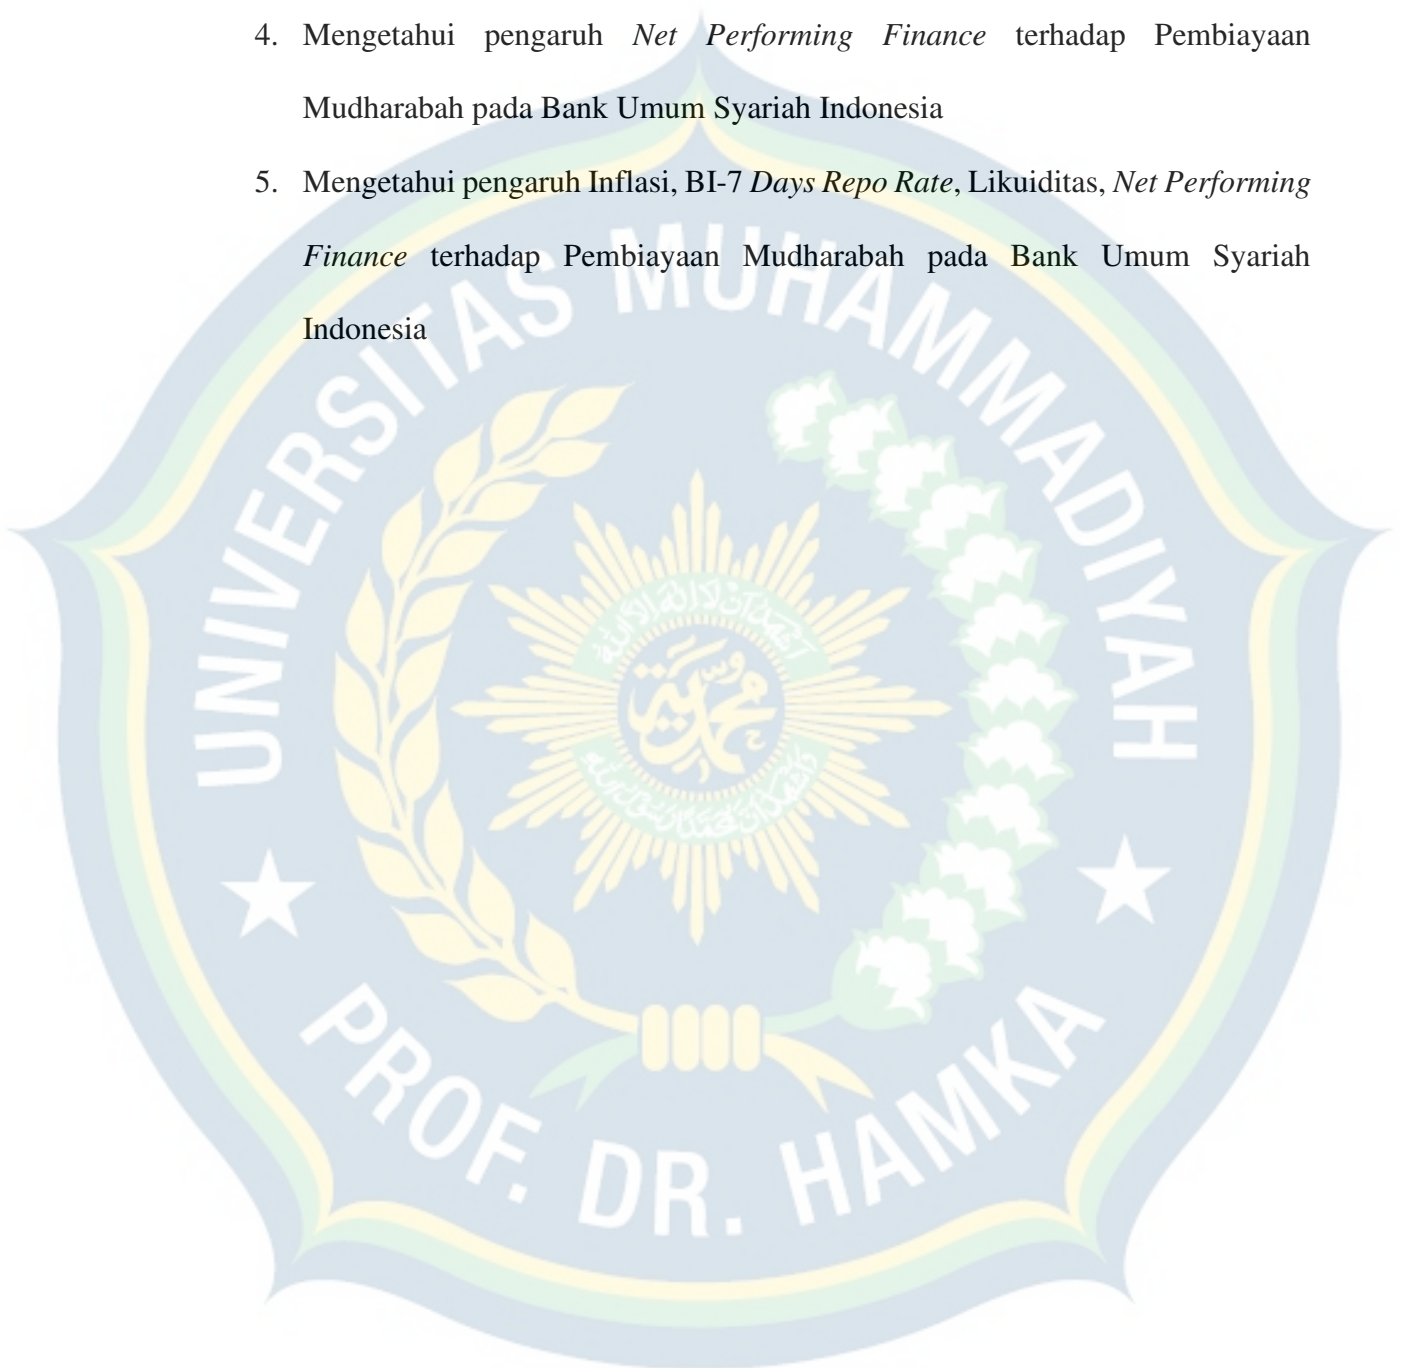 4. Mengetahui pengaruh Net Performing Finance terhadap Pembiayaan
Mudharabah pada Bank Umum Syariah Indonesia
5. Mengetahui pengaruh Inflasi, BI-7 Days Repo Rate, Likuiditas, Net Performing
Finance terhadap Pembiayaan Mudharabah pada Bank Umum Syariah
Indonesia
UNIVERSITAS MUHAMMADIYAH
PROF. DR. HAMKA